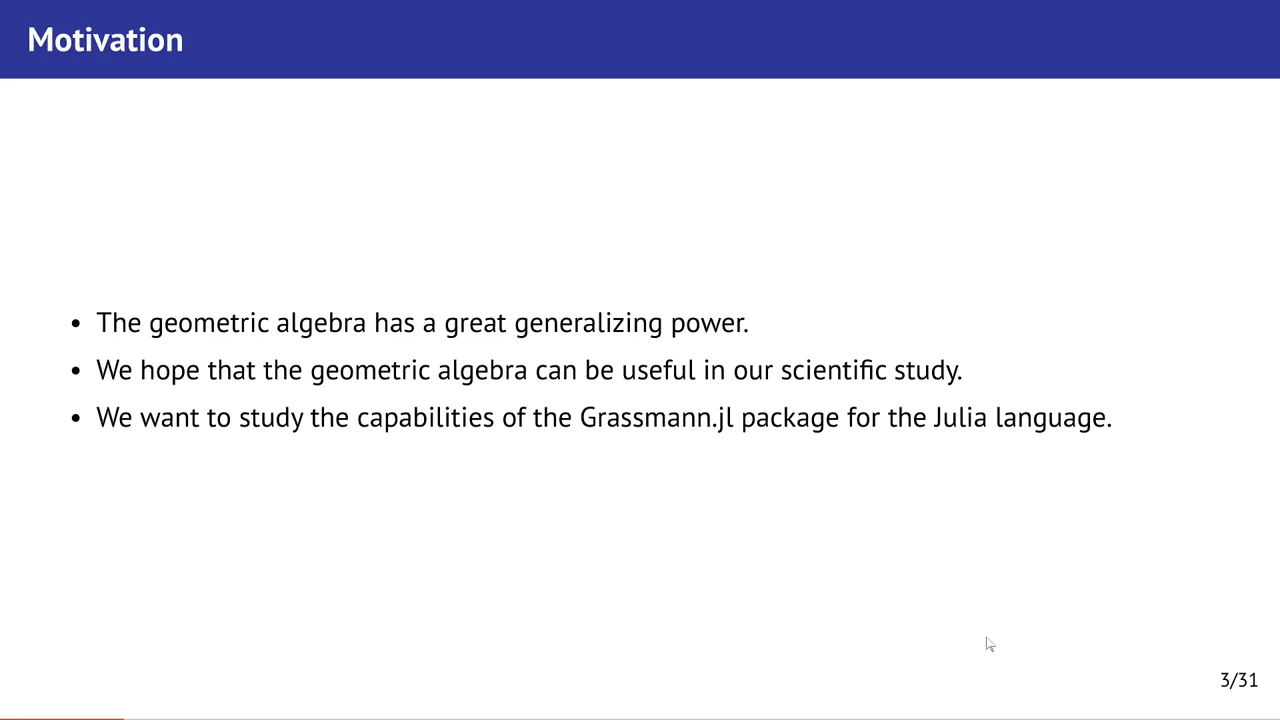 Motivation
• The geometric algebra has a great generalizing power.
• We hope that the geometric algebra can be useful in our scientific study.
• We want to study the capabilities of the Grassmann.jl package for the Julia language.
3/31